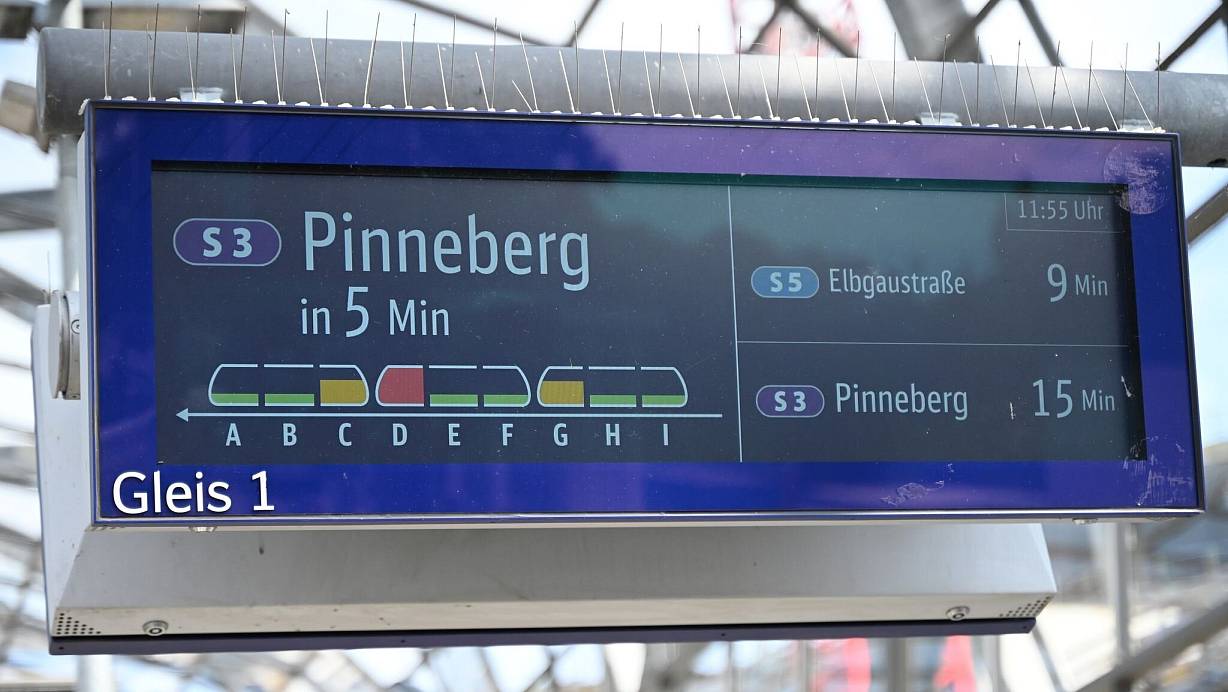 S3 Pinneberg
in 5 Min
A B C D E F G H I
11:55 Uhr
S5 Elbgaustraße 9 Min
S3 Pinneberg 15 Min
Gleis 1